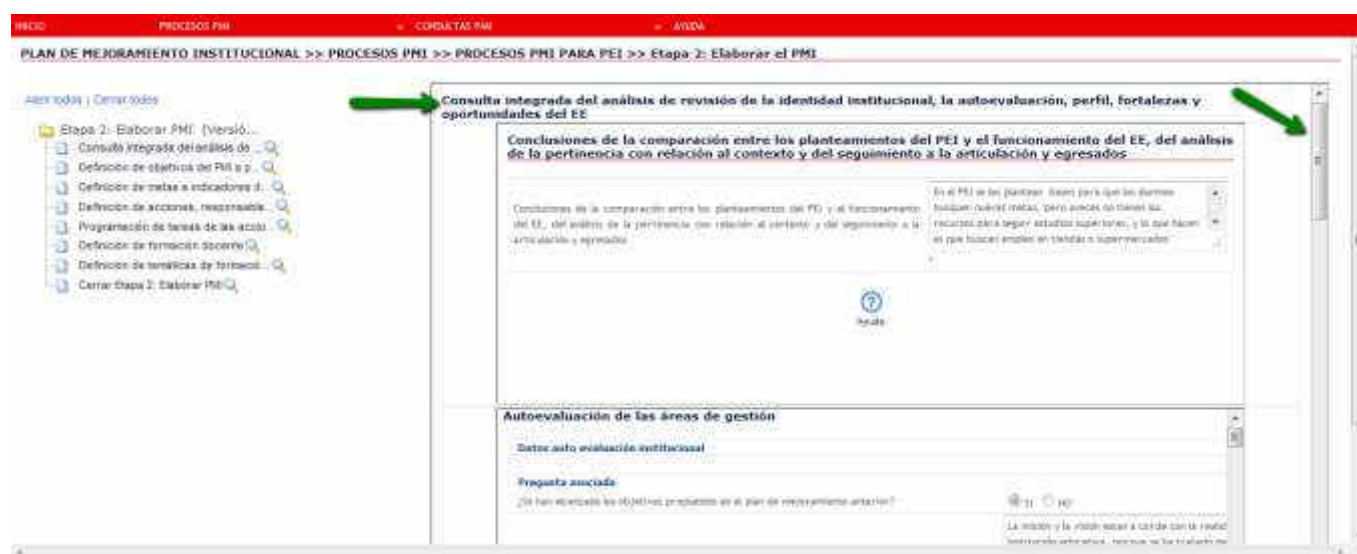 INICIO PROCESOS PMI CONSULTAS PMI AYUDA
PLAN DE MEJORAMIENTO INSTITUCIONAL >> PROCESOS PMI >> PROCESOS PMI PARA PEI >> Etapa 2: Elaborar el PMI
Abrir todos | Cerrar todos
Etapa 2: Elaborar PMI (Versió...
Consulta integrada del análisis de ...
Definición de objetivos del PMI a p...
Definición de metas e indicadores d...
Definición de acciones, responsable...
Programación de tareas de las accio...
Definición de formación docente
Definición de temáticas de formació...
Cerrar Etapa 2: Elaborar PMI
Consulta integrada del análisis de revisión de la identidad institucional, la autoevaluación, perfil, fortalezas y
oportunidades del EE
Conclusiones de la comparación entre los planteamientos del PEI y el funcionamiento del EE, del análisis
de la pertinencia con relación al contexto y del seguimiento a la articulación y egresados
Conclusiones de la comparación entre los planteamientos del PEI y el funcionamiento
del EE, del análisis de la pertinencia con relación al contexto y del seguimiento a la
articulación y egresados
En el PEI se les plantean bases para que los alumnos
busquen nuevas metas, pero aveces no tienen los
recursos para seguir estudios superiores, y lo que hacen
es que buscan empleo en tiendas o supermercados
Ayuda
Autoevaluación de las áreas de gestión
Datos auto evaluación institucional
Pregunta asociada
¿Se han alcanzado los objetivos propuestos en el plan de mejoramiento anterior?
SI NO
La misión y la visión estan a corde con la realid